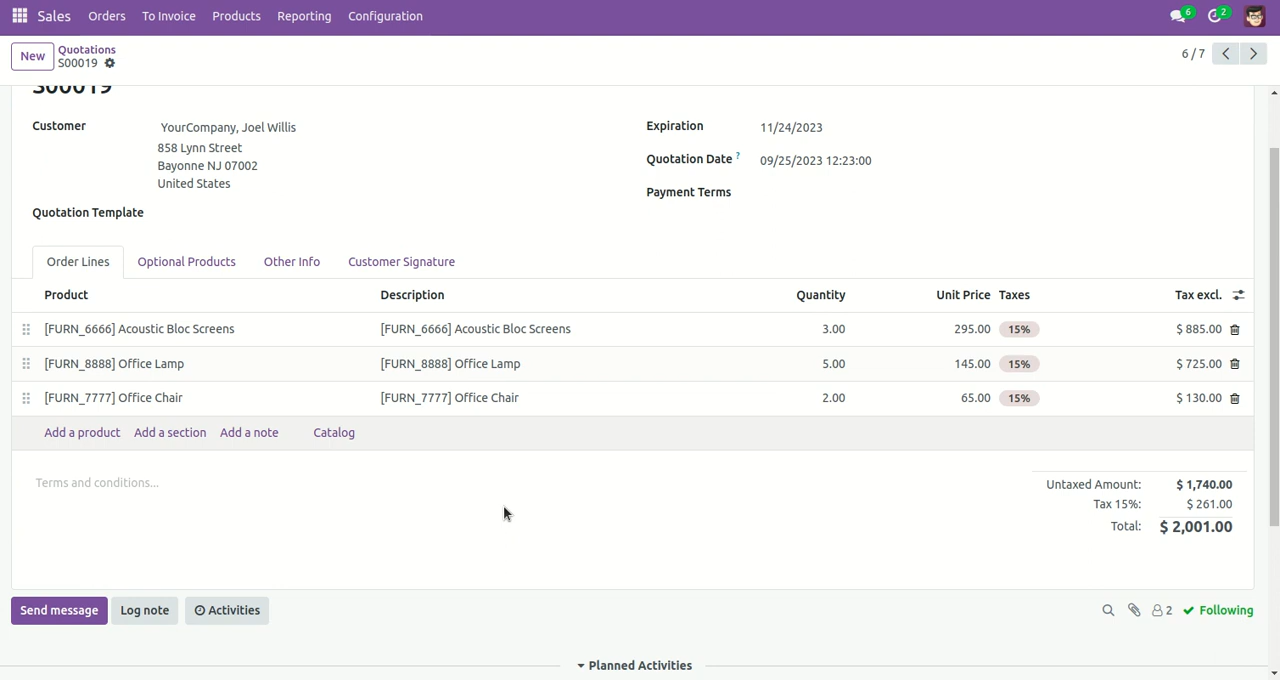 Sales Orders To Invoice Products Reporting Configuration 6 2
New Quotations 6 / 7
S00019
S00019
Customer YourCompany, Joel Willis Expiration 11/24/2023
858 Lynn Street
Bayonne NJ 07002 Quotation Date ? 09/25/2023 12:23:00
United States Payment Terms
Quotation Template
Order Lines Optional Products Other Info Customer Signature
Product Description Quantity Unit Price Taxes Tax excl.
[FURN_6666] Acoustic Bloc Screens [FURN_6666] Acoustic Bloc Screens 3.00 295.00 15% $ 885.00
[FURN_8888] Office Lamp [FURN_8888] Office Lamp 5.00 145.00 15% $ 725.00
[FURN_7777] Office Chair [FURN_7777] Office Chair 2.00 65.00 15% $ 130.00
Add a product Add a section Add a note Catalog
Terms and conditions... Untaxed Amount: $ 1,740.00
Tax 15%: $ 261.00
Total: $ 2,001.00
Send message Log note Activities 2 Following
Planned Activities